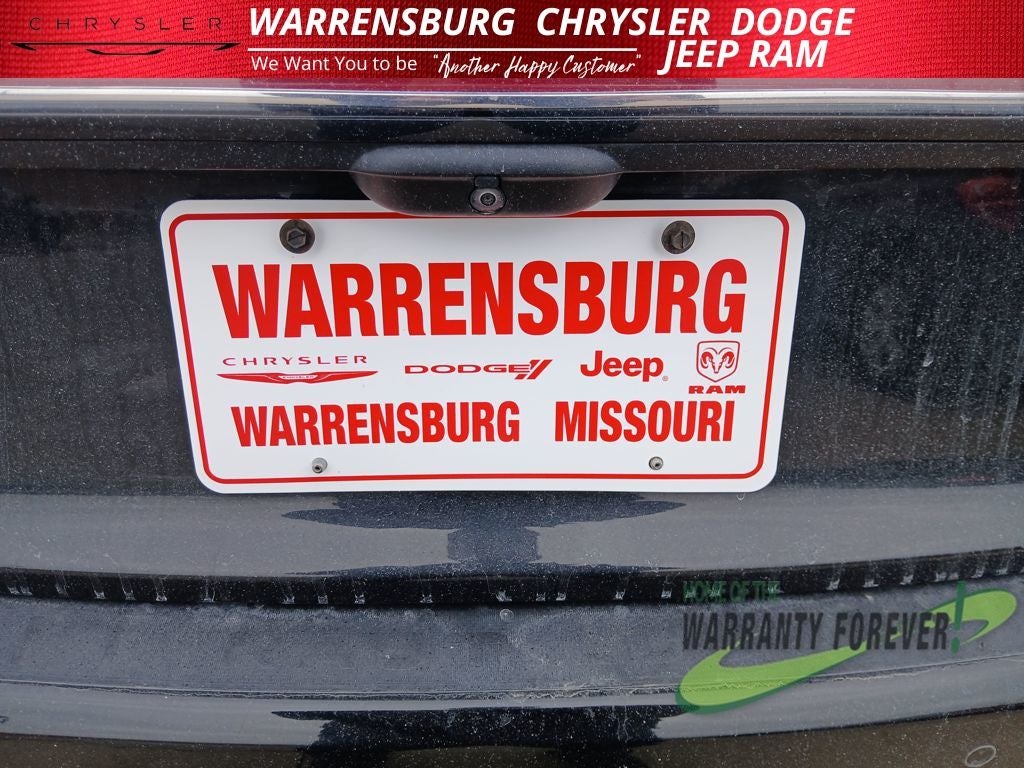 CHRYSLER
WARRENSBURG CHRYSLER DODGE
JEEP RAM
We Want You to be "Another Happy Customer"
WARRENSBURG
CHRYSLER DODGE Jeep RAM
WARRENSBURG MISSOURI
HOME OF THE
WARRANTY FOREVER!